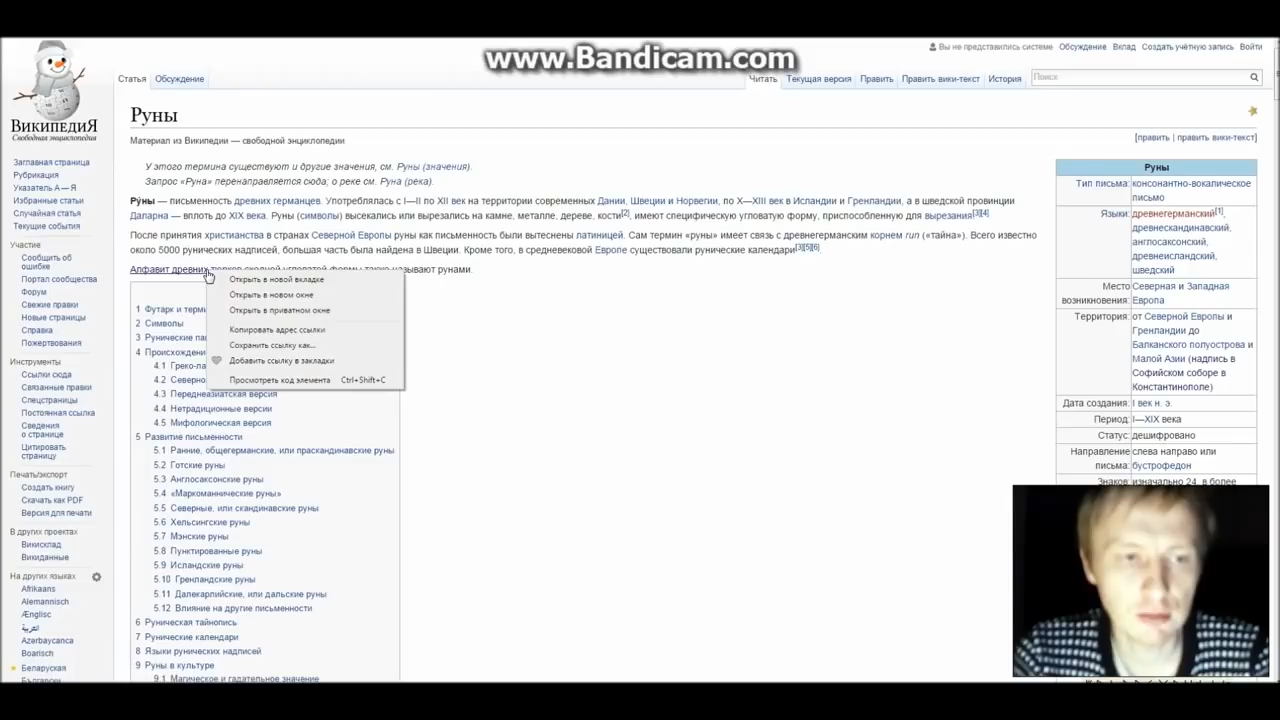 www.Bandicam.com
Вы не представились системе Обсуждение Вклад Создать учётную запись Войти
Статья Обсуждение Читать Текущая версия Править Править вики-текст История Поиск
ВИКИПЕДИЯ
Свободная энциклопедия
Заглавная страница
Рубрикация
Указатель А — Я
Избранные статьи
Случайная статья
Текущие события
Участие
Сообщить об
ошибке
Портал сообщества
Форум
Свежие правки
Новые страницы
Справка
Пожертвования
Инструменты
Ссылки сюда
Связанные правки
Спецстраницы
Постоянная ссылка
Сведения
о странице
Цитировать
страницу
Печать/экспорт
Создать книгу
Скачать как PDF
Версия для печати
В других проектах
Викисклад
Викиданные
На других языках
Afrikaans
Alemannisch
Ænglisc
العربية
Azərbaycanca
Boarisch
Беларуская
Руны
Материал из Википедии — свободной энциклопедии
[править | править вики-текст]
У этого термина существуют и другие значения, см. Руны (значения).
Запрос «Руна» перенаправляется сюда; о реке см. Руна (река).
Ру́ны — письменность древних германцев. Употреблялась с I—II по XII век на территории современных Дании, Швеции и Норвегии, по X—XIII век в Исландии и Гренландии, а в шведской провинции
Даларна — вплоть до XIX века. Руны (символы) высекались или вырезались на камне, металле, дереве, кости[2], имеют специфическую угловатую форму, приспособленную для вырезания[3][4]
После принятия христианства в странах Северной Европы руны как письменность были вытеснены латиницей. Сам термин «руны» имеет связь с древнегерманским корнем run («тайна»). Всего известно
около 5000 рунических надписей, большая часть была найдена в Швеции. Кроме того, в средневековой Европе существовали рунические календари[3][5][6].
Алфавит древних тюрков сходной угловатой формы также называют рунами.
Открыть в новой вкладке
Открыть в новом окне
Открыть в приватном окне
Копировать адрес ссылки
Сохранить ссылку как...
Добавить ссылку в закладки
Просмотреть код элемента Ctrl+Shift+C
1 Футарк и терм
2 Символы
3 Рунические па
4 Происхождени
4.1 Греко-ла
4.2 Северно
4.3 Переднеазиатская версия
4.4 Нетрадиционные версии
4.5 Мифологическая версия
5 Развитие письменности
5.1 Ранние, общегерманские, или праскандинавские руны
5.2 Готские руны
5.3 Англосаксонские руны
5.4 «Маркоманнические руны»
5.5 Северные, или скандинавские руны
5.6 Хельсингские руны
5.7 Мэнские руны
5.8 Пунктированные руны
5.9 Исландские руны
5.10 Гренландские руны
5.11 Далекарлийские, или дальские руны
5.12 Влияние на другие письменности
6 Руническая тайнопись
7 Рунические календари
8 Языки рунических надписей
9 Руны в культуре
9.1 Магическое и гадательное значение
Руны
Тип письма: консонантно-вокалическое
письмо
Языки: древнегерманский[1],
древнескандинавский,
англосаксонский,
древнеисландский,
шведский
Место
возникновения: Северная и Западная
Европа
Территория: от Северной Европы и
Гренландии до
Балканского полуострова и
Малой Азии (надпись в
Софийском соборе в
Константинополе)
Дата создания: I век н. э.
Период: I—XIX века
Статус: дешифровано
Направление
письма: слева направо или
бустрофедон
Знаков: изначально 24, в более